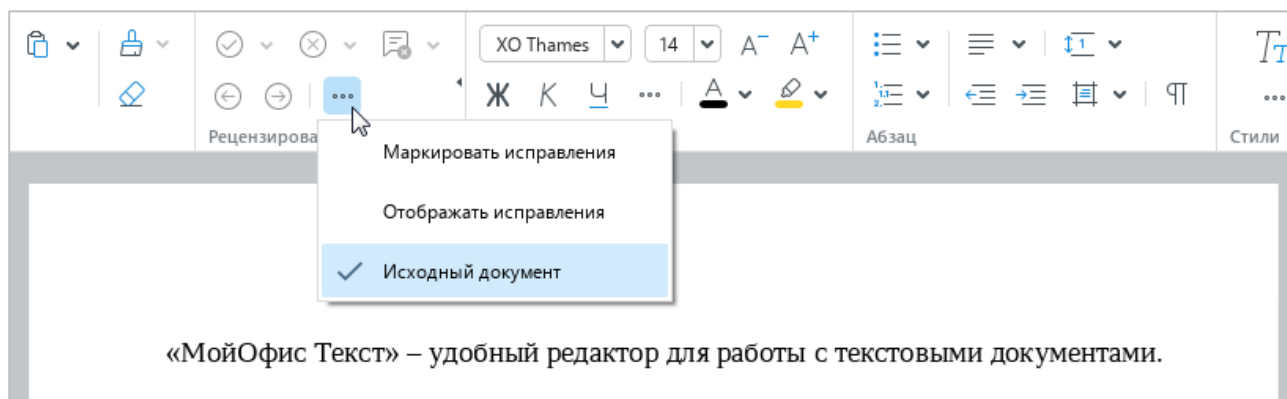 XO Thames 14
Ж К Ч
Рецензирова
Абзац
Стили
Маркировать исправления
Отображать исправления
Исходный документ
«МойОфис Текст» – удобный редактор для работы с текстовыми документами.